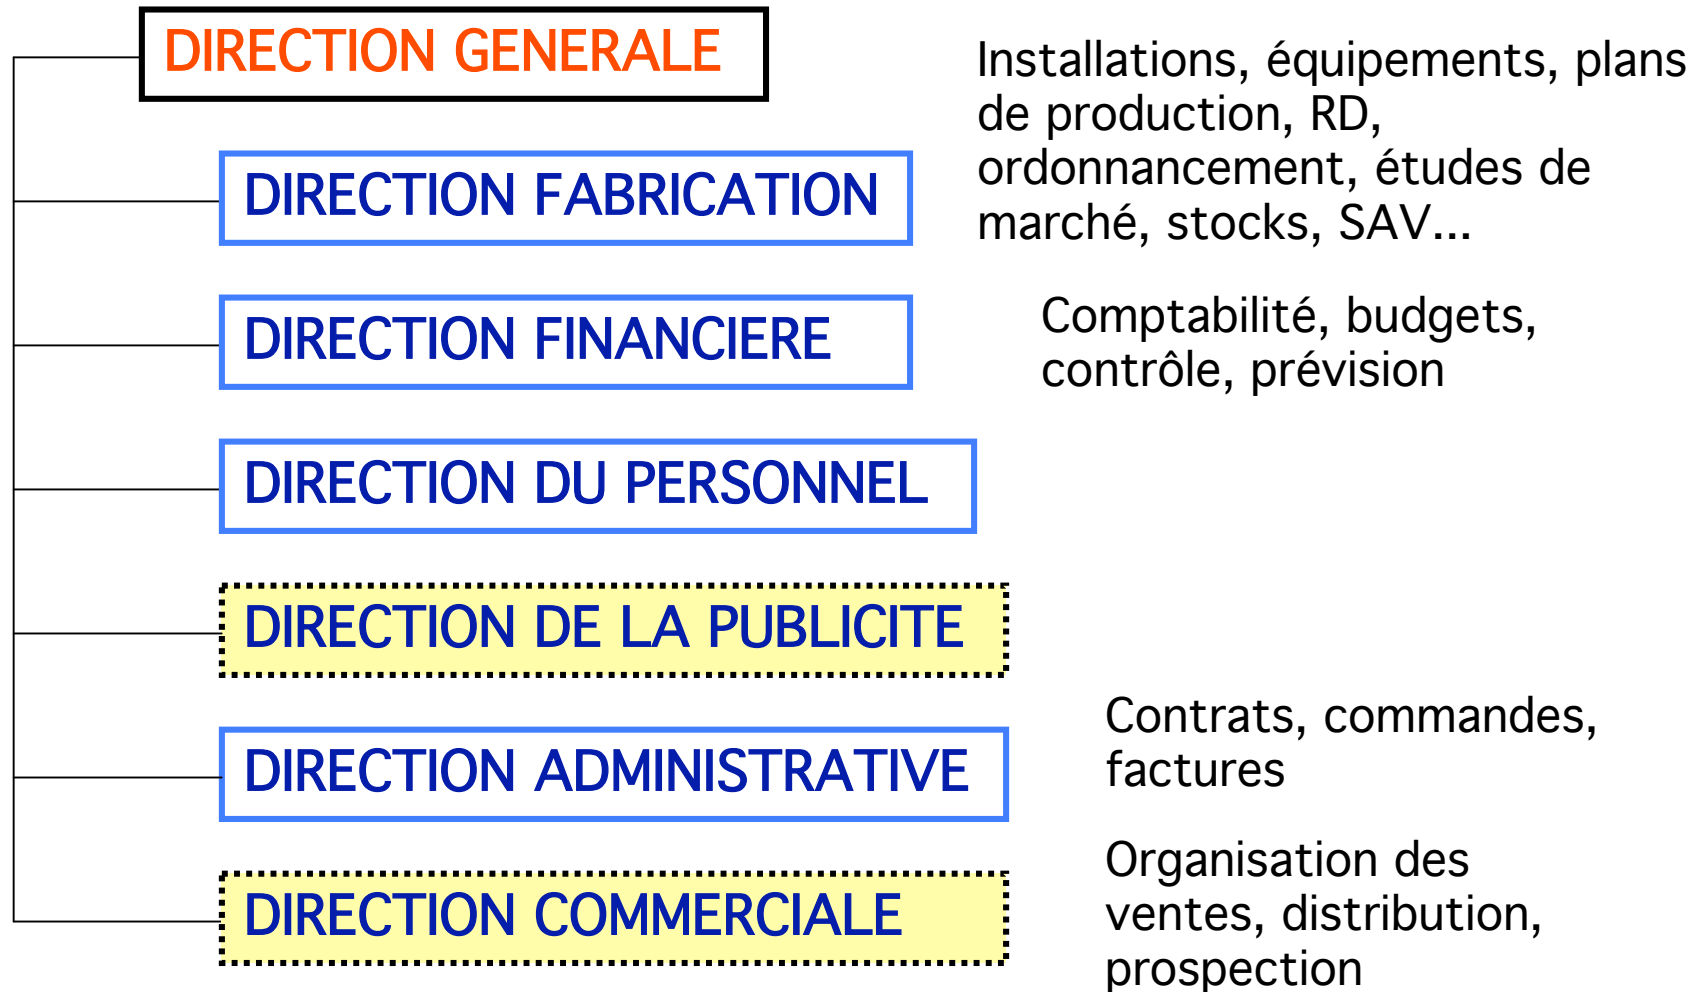 DIRECTION GENERALE
Installations, équipements, plans
de production, RD,
ordonnancement, études de
marché, stocks, SAV...
DIRECTION FABRICATION
DIRECTION FINANCIERE
Comptabilité, budgets,
contrôle, prévision
DIRECTION DU PERSONNEL
DIRECTION DE LA PUBLICITE
DIRECTION ADMINISTRATIVE
Contrats, commandes,
factures
DIRECTION COMMERCIALE
Organisation des
ventes, distribution,
prospection